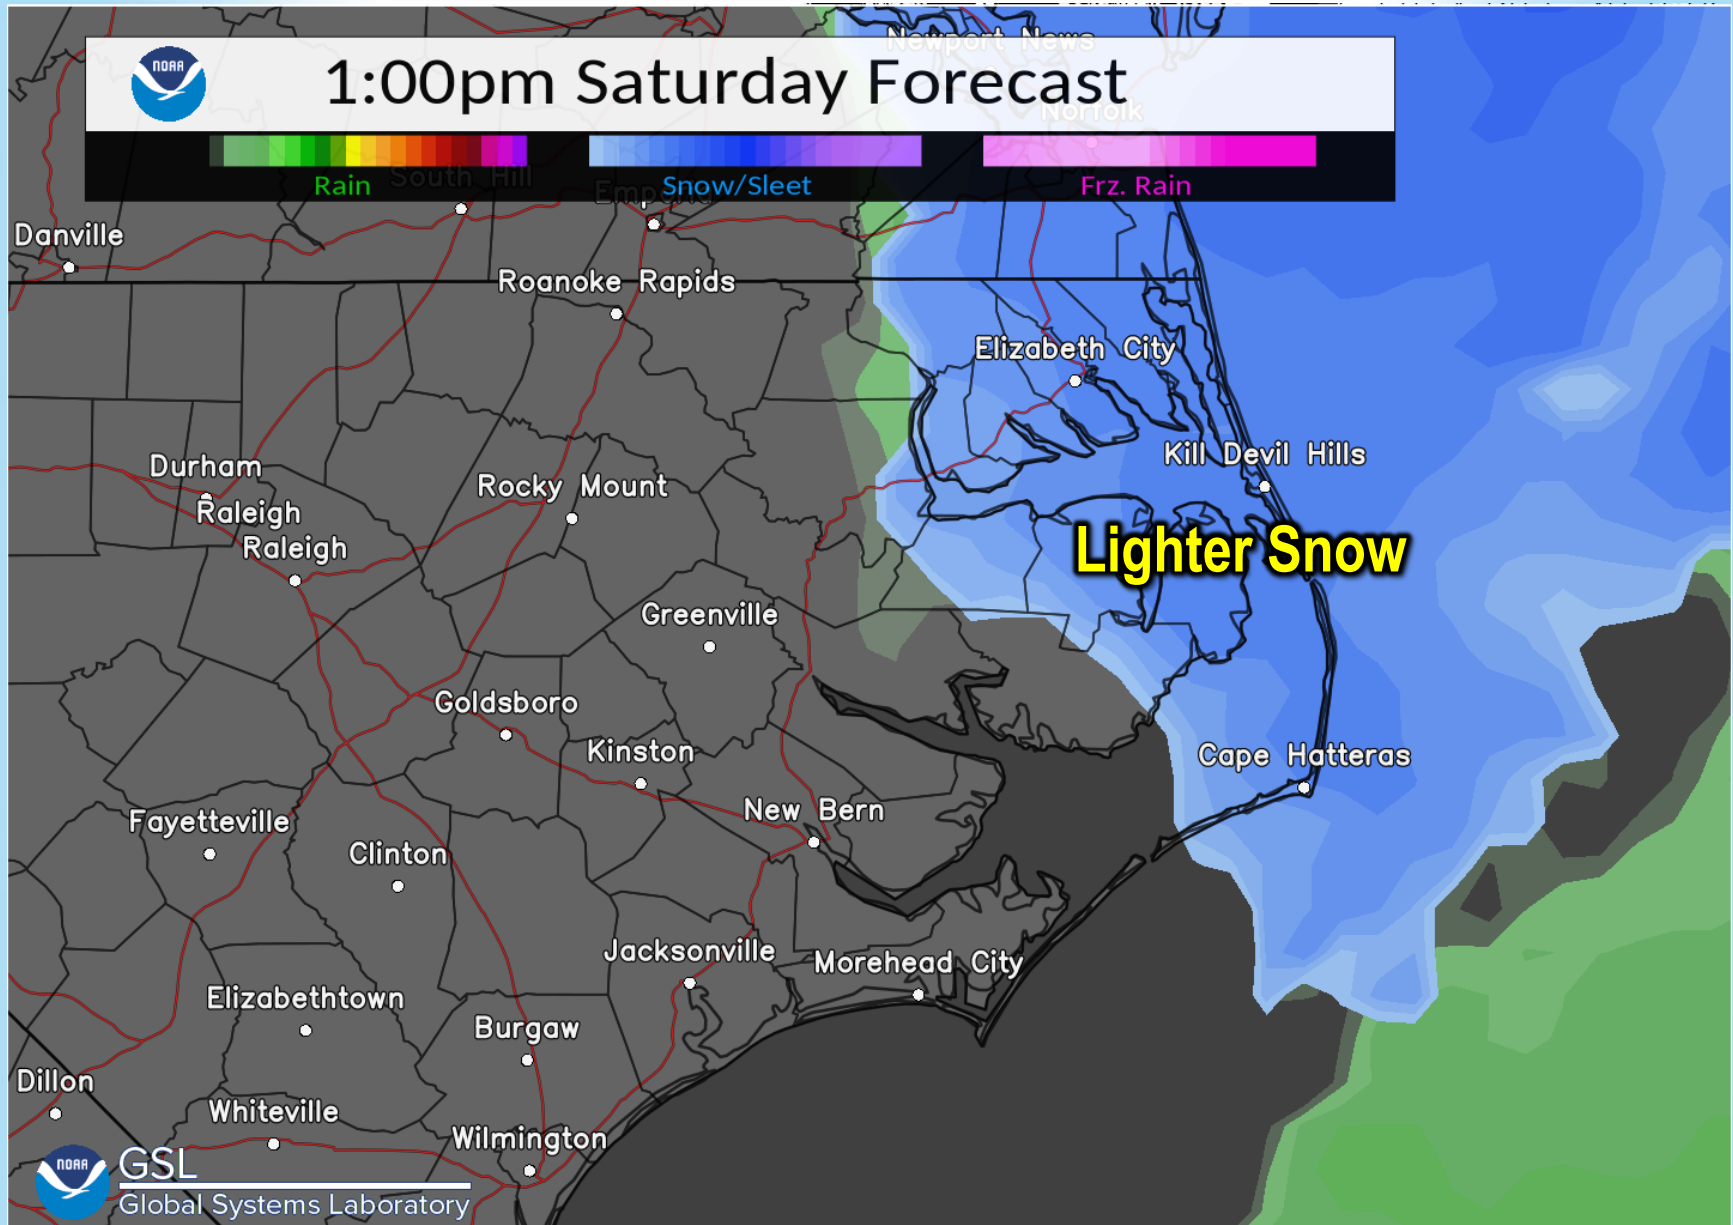 Newport News
NOAA
1:00pm Saturday Forecast
Norfolk
Rain
South Hill
Emporia
Snow/Sleet
Frz. Rain
Danville
Roanoke Rapids
Elizabeth City
Kill Devil Hills
Durham
Rocky Mount
Raleigh
Raleigh
Lighter Snow
Greenville
Goldsboro
Kinston
Cape Hatteras
New Bern
Fayetteville
Clinton
Jacksonville
Morehead City
Elizabethtown
Burgaw
Dillon
Whiteville
Wilmington
NOAA
GSL
Global Systems Laboratory